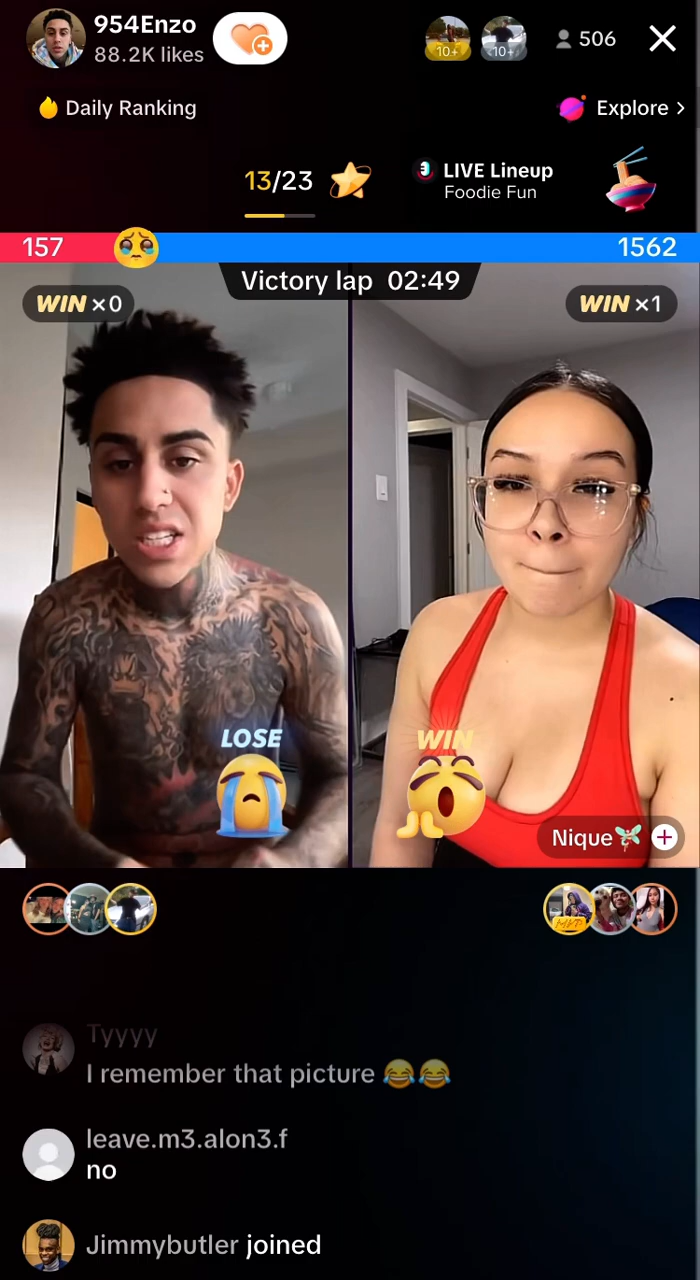 954Enzo
88.2K likes
10+
10+
506
Daily Ranking
Explore >
13/23
LIVE Lineup
Foodie Fun
157
1562
Victory lap 02:49
WIN ×0
WIN ×1
LOSE
WIN
Nique
Tyyyy
I remember that picture 😂😂
leave.m3.alon3.f
no
Jimmybutler joined